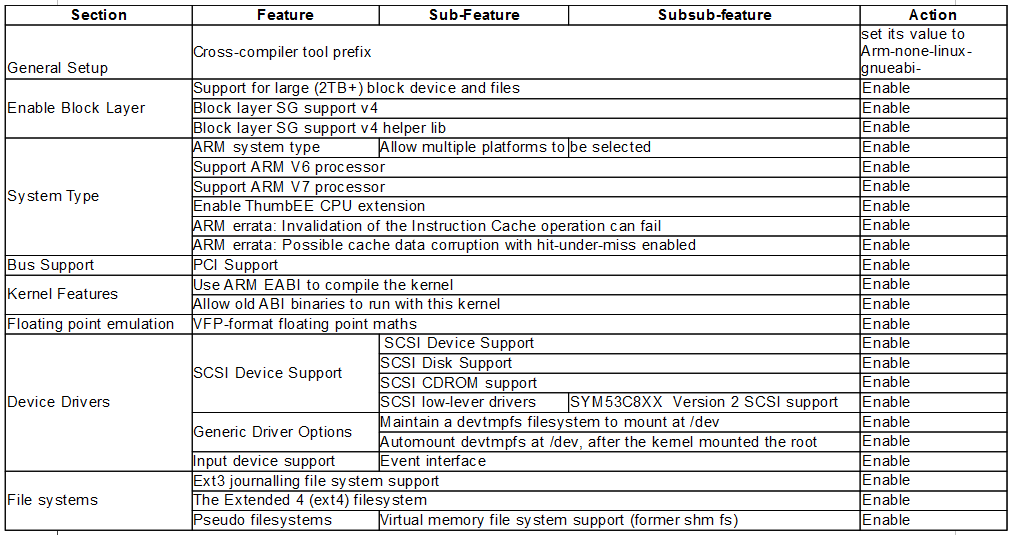 Section Feature Sub-Feature Subsub-feature Action
General Setup Cross-compiler tool prefix set its value to
Arm-none-linux-
gnueabi-
Enable Block Layer Support for large (2TB+) block device and files Enable
Block layer SG support v4 Enable
Block layer SG support v4 helper lib Enable
System Type ARM system type Allow multiple platforms to be selected Enable
Support ARM V6 processor Enable
Support ARM V7 processor Enable
Enable ThumbEE CPU extension Enable
ARM errata: Invalidation of the Instruction Cache operation can fail Enable
ARM errata: Possible cache data corruption with hit-under-miss enabled Enable
Bus Support PCI Support Enable
Kernel Features Use ARM EABI to compile the kernel Enable
Allow old ABI binaries to run with this kernel Enable
Floating point emulation VFP-format floating point maths Enable
Device Drivers SCSI Device Support SCSI Device Support Enable
SCSI Disk Support Enable
SCSI CDROM support Enable
SCSI low-lever drivers SYM53C8XX Version 2 SCSI support Enable
Generic Driver Options Maintain a devtmpfs filesystem to mount at /dev Enable
Automount devtmpfs at /dev, after the kernel mounted the root Enable
Input device support Event interface Enable
File systems Ext3 journalling file system support Enable
The Extended 4 (ext4) filesystem Enable
Pseudo filesystems Virtual memory file system support (former shm fs) Enable